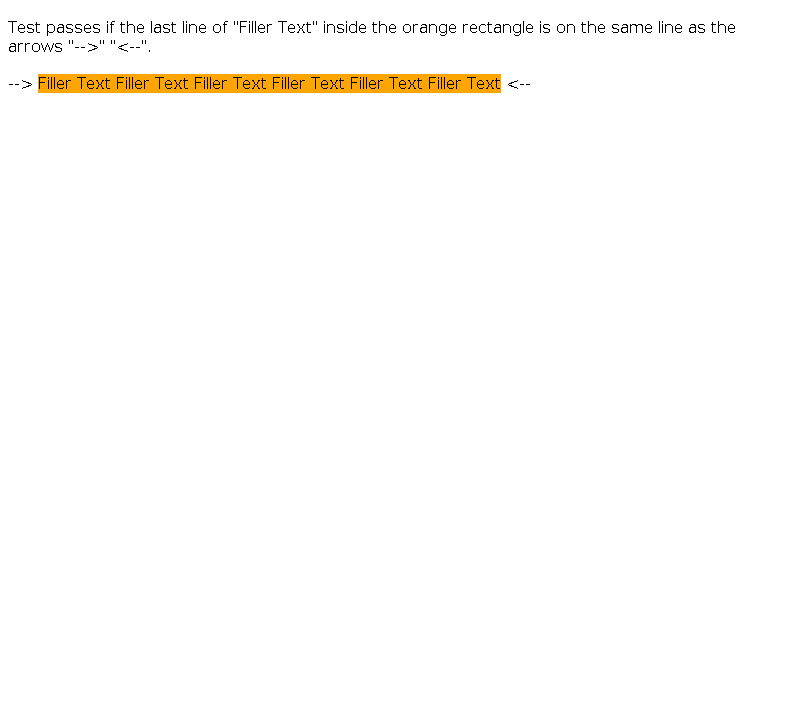 Test passes if the last line of "Filler Text" inside the orange rectangle is on the same line as the
arrows "-->" "<--".
--> Filler Text Filler Text Filler Text Filler Text Filler Text Filler Text <--